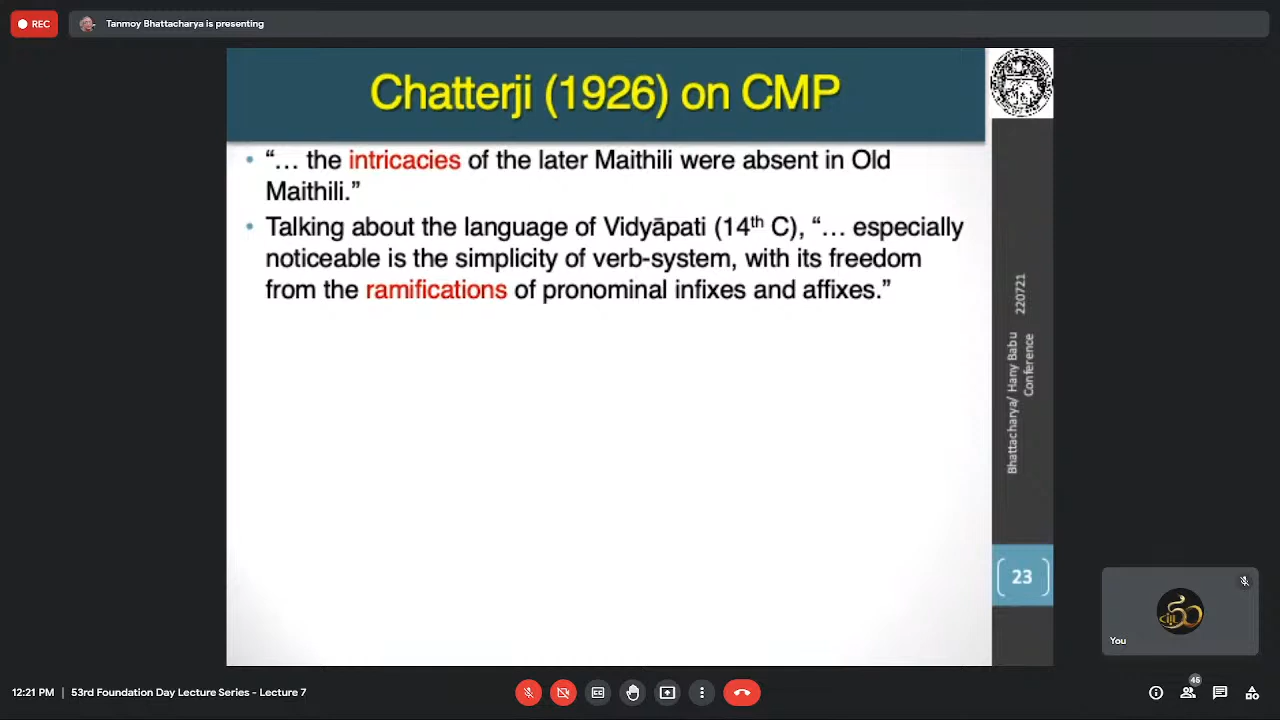 REC
Tanmoy Bhattacharya is presenting
Chatterji (1926) on CMP
• “… the intricacies of the later Maithili were absent in Old
Maithili.”
• Talking about the language of Vidyāpati (14th C), “… especially
noticeable is the simplicity of verb-system, with its freedom
from the ramifications of pronominal infixes and affixes.”
220721
Bhattacharya/ Hany Babu
Conference
23
You
12:21 PM | 53rd Foundation Day Lecture Series - Lecture 7
45